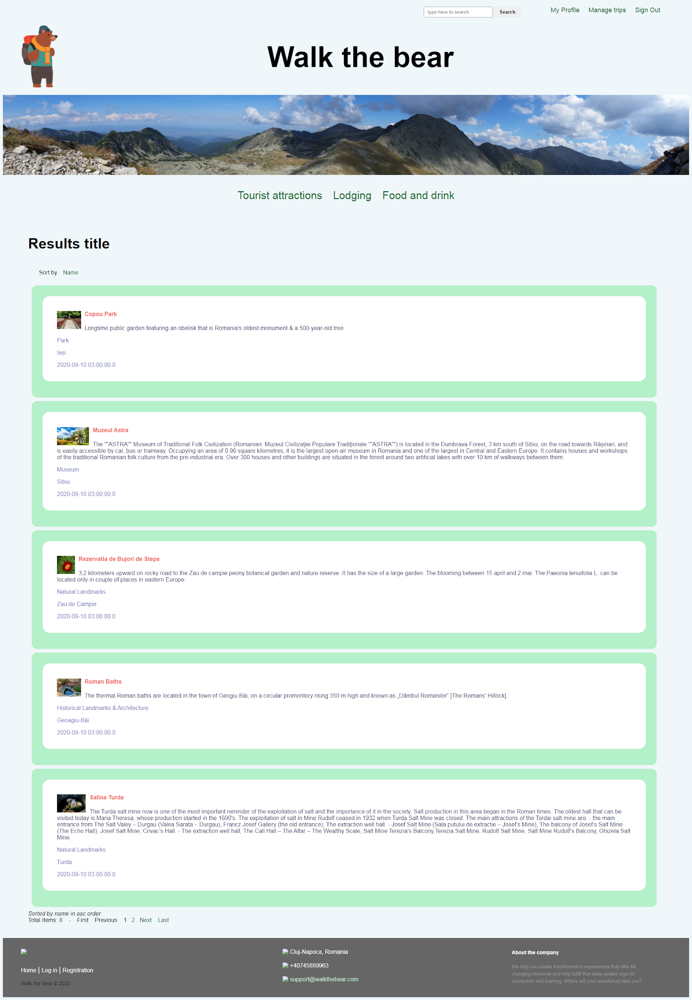 type here to search Search My Profile Manage trips Sign Out
Walk the bear
Tourist attractions Lodging Food and drink
Results title
Sort by Name
Copou Park
Longtime public garden featuring an obelisk that is Romania's oldest monument & a 500-year-old tree.
Park
Iași
2020-09-10 03:00:00.0
Muzeul Astra
The ""ASTRA"" Museum of Traditional Folk Civilization (Romanian: Muzeul Civilizaţiei Populare Tradiţionale ""ASTRA"") is located in the Dumbrava Forest, 3 km south of Sibiu, on the road towards Răşinari, and
is easily accessible by car, bus or tramway. Occupying an area of 0.96 square kilometres, it is the largest open-air museum in Romania and one of the largest in Central and Eastern Europe. It contains houses and workshops
of the traditional Romanian folk culture from the pre-industrial era. Over 300 houses and other buildings are situated in the forest around two artificial lakes with over 10 km of walkways between them.
Museum
Sibiu
2020-09-10 03:00:00.0
Rezervatia de Bujori de Stepa
3,2 kilometers upward on rocky road to the Zau de campie peony botanical garden and nature reserve. It has the size of a large garden. The blooming between 15 april and 2 mai. The Paeonia tenuifolia L. can be
located only in couple of places in eastern Europe.
Natural Landmarks
Zau de Campie
2020-09-10 03:00:00.0
Roman Baths
The thermal Roman baths are located in the town of Geogiu Băi, on a circular promontory rising 350 m high and known as „Dâmbul Romanilor” [The Romans’ Hillock].
Historical Landmarks & Architecture
Geoagiu-Băi
2020-09-10 03:00:00.0
Salina Turda
The Turda salt mine now is one of the most important reminder of the exploitation of salt and the importance of it in the society. Salt production in this area began in the Roman times. The oldest hall that can be
visited today is Maria Theresa, whose production started in the 1690's. The exploitation of salt in Mine Rudolf ceased in 1932 when Turda Salt Mine was closed. The main attractions of the Tordai salt mine are: - the main
entrance from The Salt Valey – Durgau (Valea Sarata – Durgau), Francz Josef Gallery (the old entrance), The extraction well hall. - Josef Salt Mine (Sala putului de extractie – Josef’s Mine), The balcony of Josef’s Salt Mine
(The Echo Hall), Josef Salt Mine, Crivac’s Hall. - The extraction well hall, The Call Hall – The Altar – The Wealthy Scale, Salt Mine Terezia’s Balcony,Terezia Salt Mine, Rudolf Salt Mine, Salt Mine Rudolf’s Balcony, Ghizela Salt
Mine.
Natural Landmarks
Turda
2020-09-10 03:00:00.0
Sorted by name in asc order
Total Items: 8 - First Previous 1 2 Next Last
Home | Log in | Registration
Walk the Bear © 2020
Cluj-Napoca, Romania
+40745889963
support@walkthebear.com
About the company
We help you create transformative experiences that offer life
changing moments and help fulfill that deep seated urge for
connection and learning. Where will your wanderlust take you?